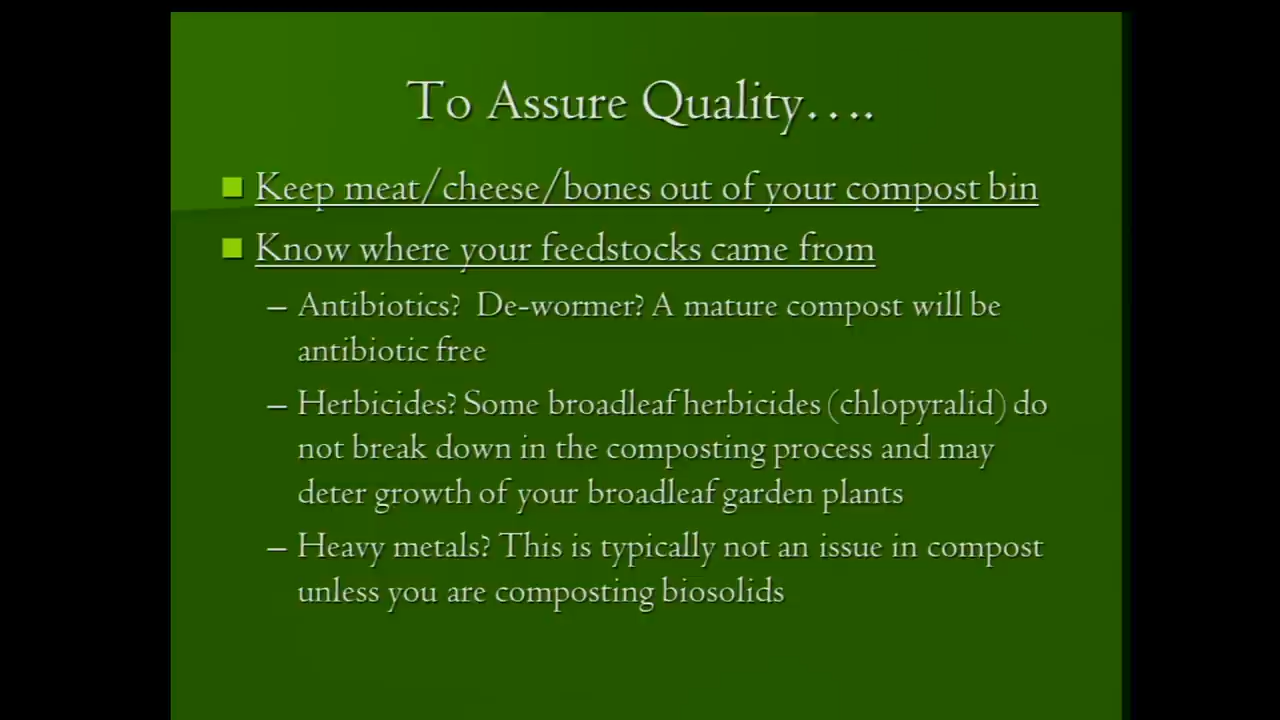 To Assure Quality….
Keep meat/cheese/bones out of your compost bin
Know where your feedstocks came from
– Antibiotics?  De-wormer? A mature compost will be
antibiotic free
– Herbicides? Some broadleaf herbicides (chlopyralid) do
not break down in the composting process and may
deter growth of your broadleaf garden plants
– Heavy metals? This is typically not an issue in compost
unless you are composting biosolids